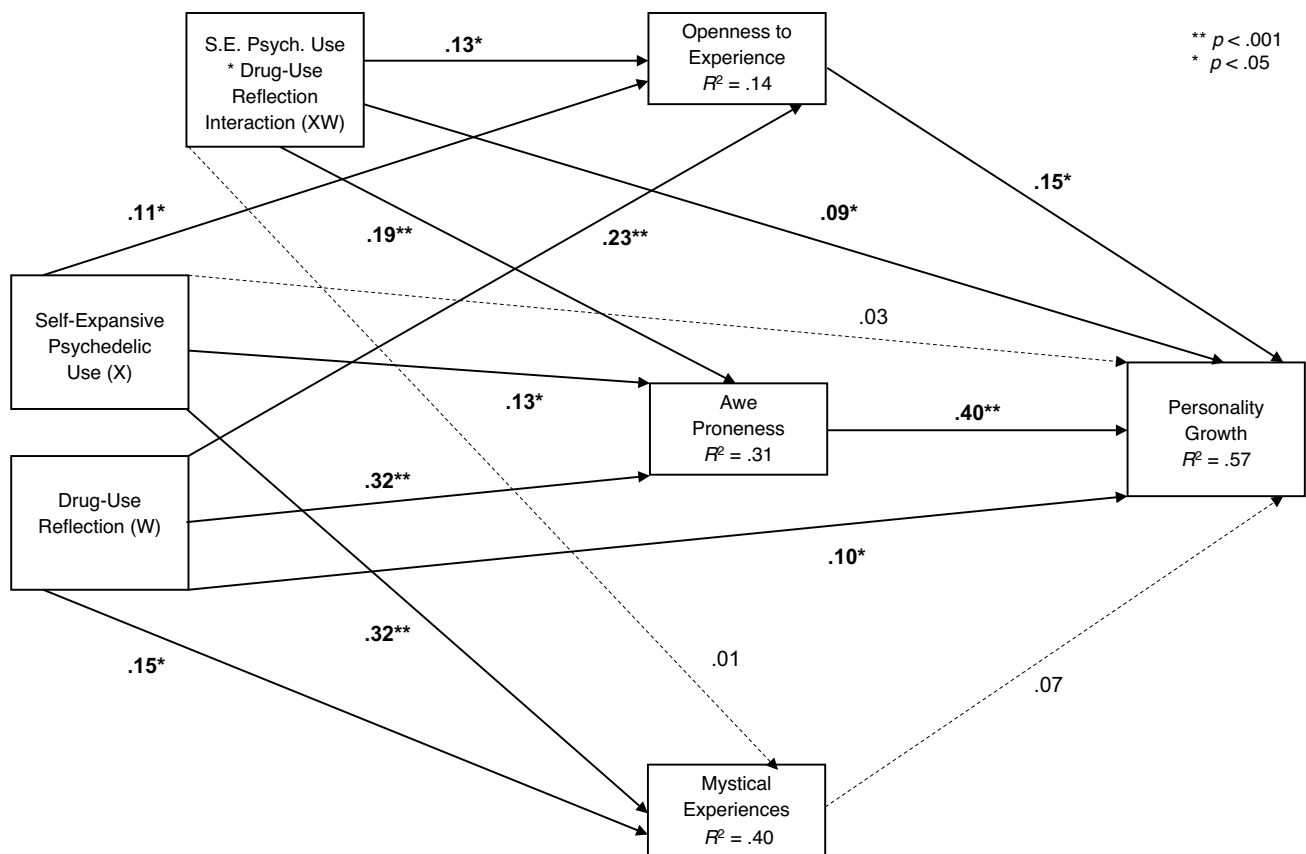 S.E. Psych. Use
* Drug-Use
Reflection
Interaction (XW)
.13*
Openness to
Experience
R² = .14
** p < .001
* p < .05
.11*
.19**
.23**
.09*
.15*
Self-Expansive
Psychedelic
Use (X)
.03
.13*
Awe
Proneness
R² = .31
.40**
Personality
Growth
R² = .57
Drug-Use
Reflection (W)
.32**
.10*
.32**
.15*
.01
.07
Mystical
Experiences
R² = .40